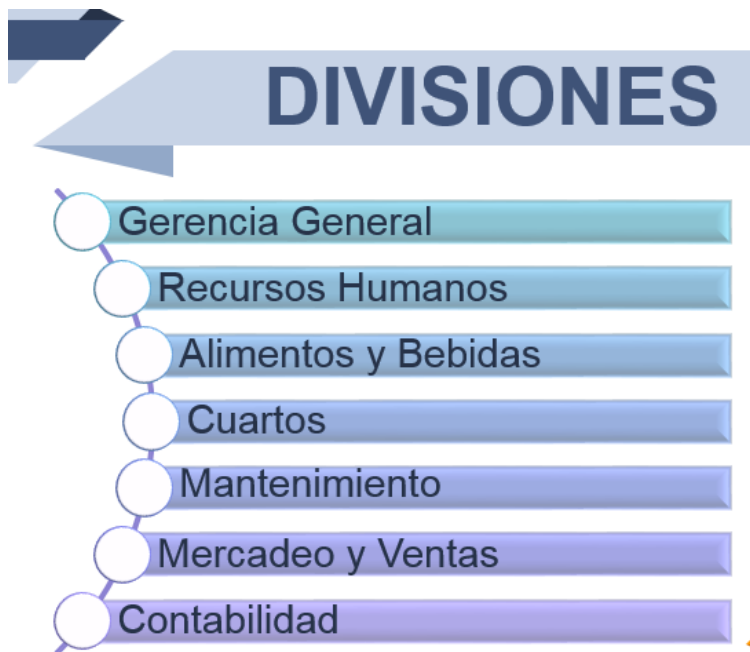 DIVISIONES
Gerencia General
Recursos Humanos
Alimentos y Bebidas
Cuartos
Mantenimiento
Mercadeo y Ventas
Contabilidad